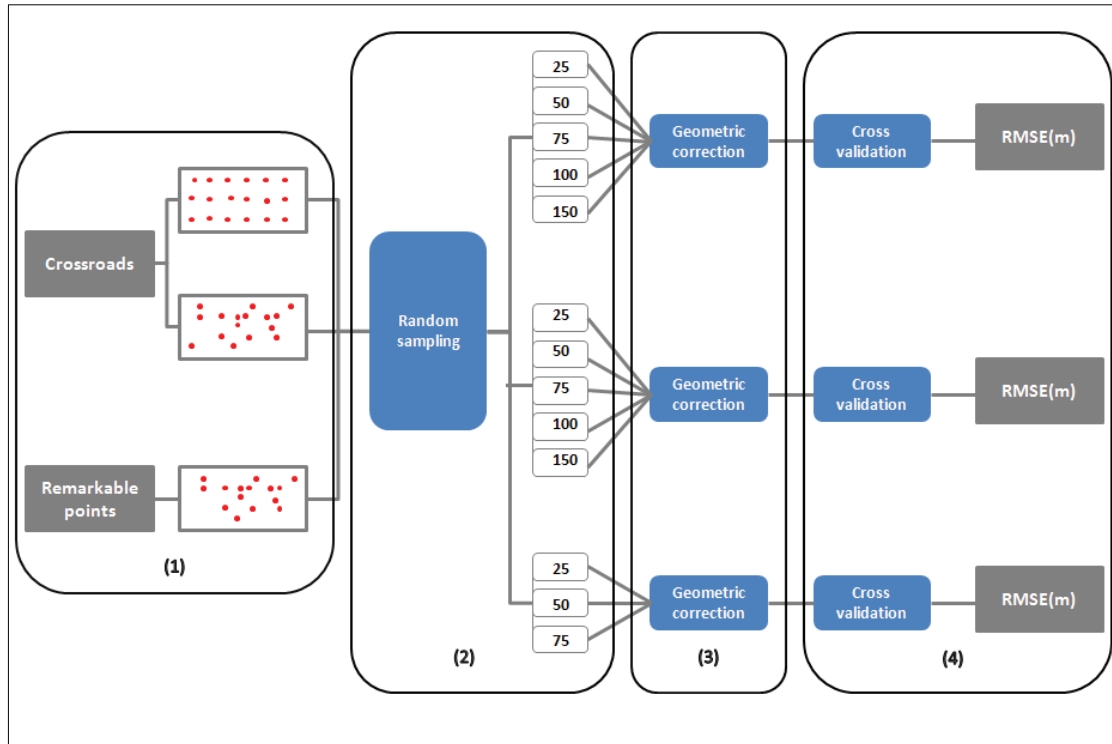 Crossroads
Remarkable
points
(1)
Random
sampling
25
50
75
100
150
25
50
75
100
150
25
50
75
(2)
Geometric
correction
Geometric
correction
Geometric
correction
(3)
Cross
validation
RMSE(m)
Cross
validation
RMSE(m)
Cross
validation
RMSE(m)
(4)